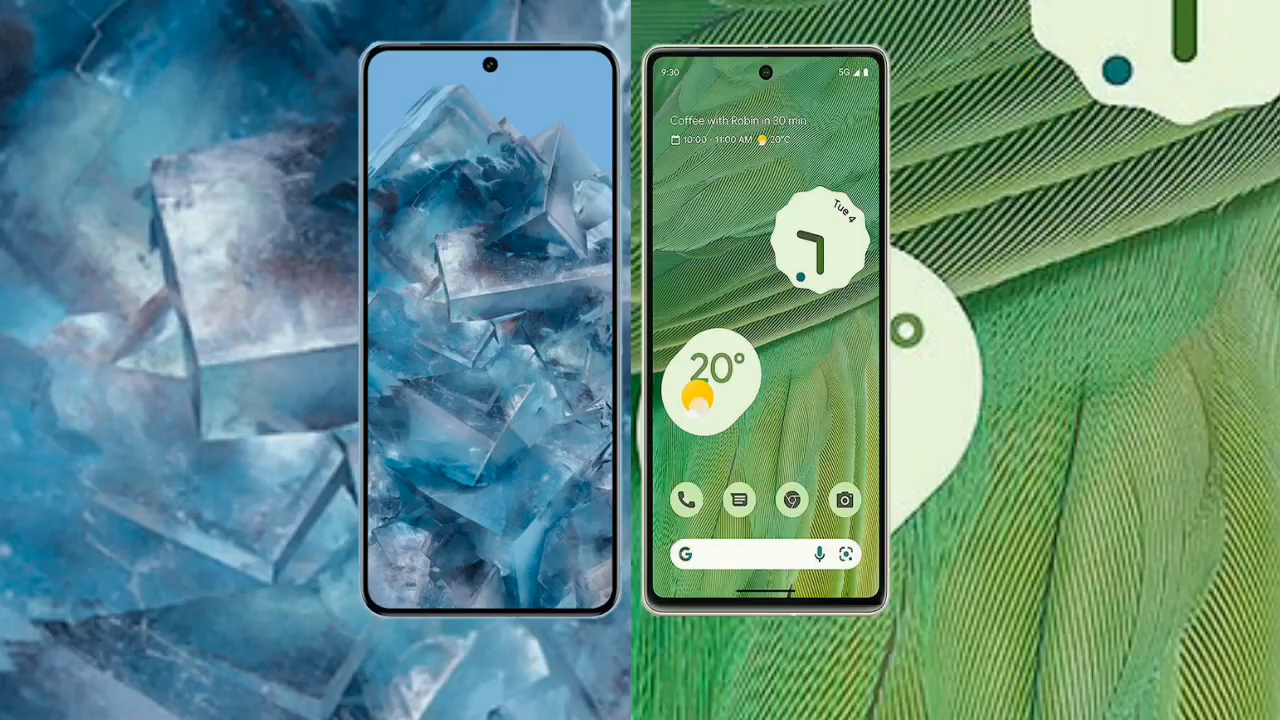 9:30
5G
Coffee with Robin in 30 min
10:00 - 11:00 AM 20°C
Tue 4
20°
G